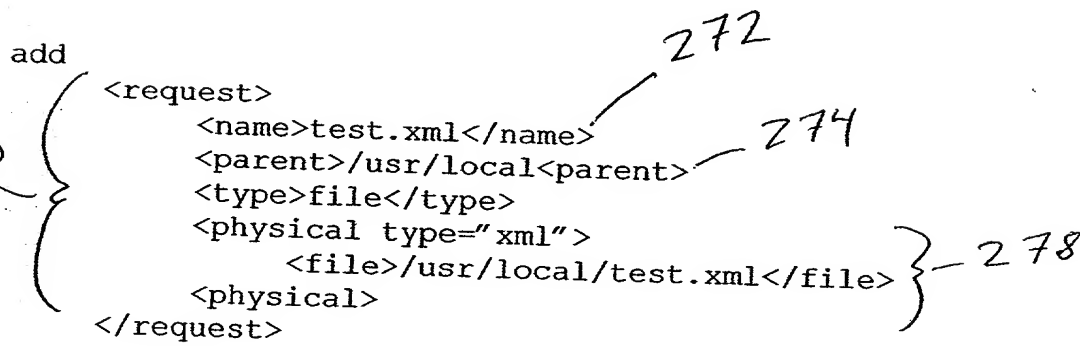 272
add
<request>
<name>test.xml</name>
274
<parent>/usr/local<parent>
<type>file</type>
<physical type="xml">
<file>/usr/local/test.xml</file>
278
<physical>
</request>